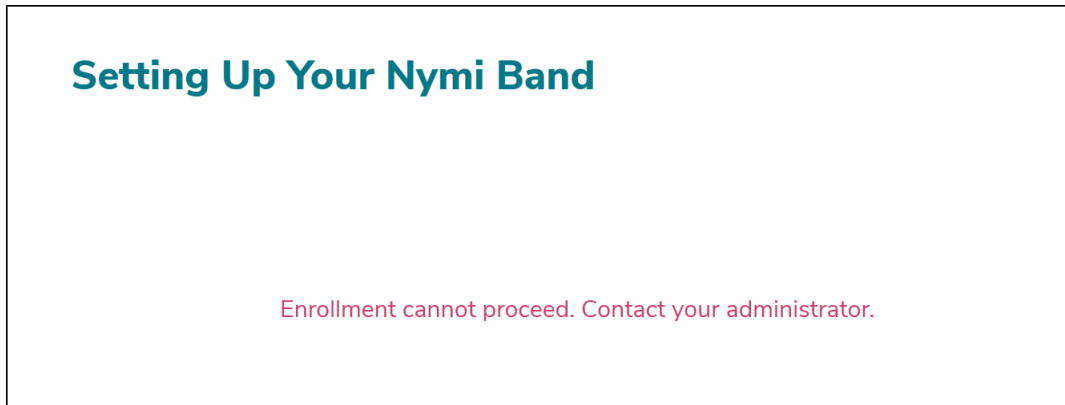 Setting Up Your Nymi Band
Enrollment cannot proceed. Contact your administrator.